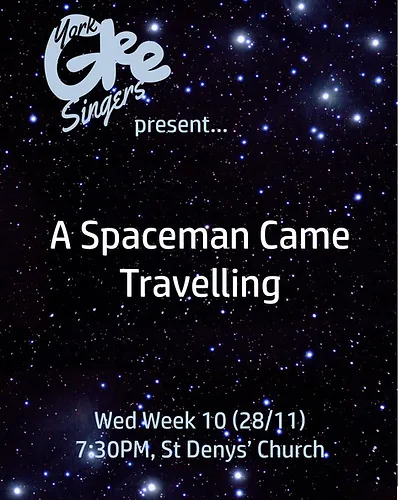 York
Glee
Singers
present...
A Spaceman Came
Travelling
Wed Week 10 (28/11)
7:30PM, St Denys' Church